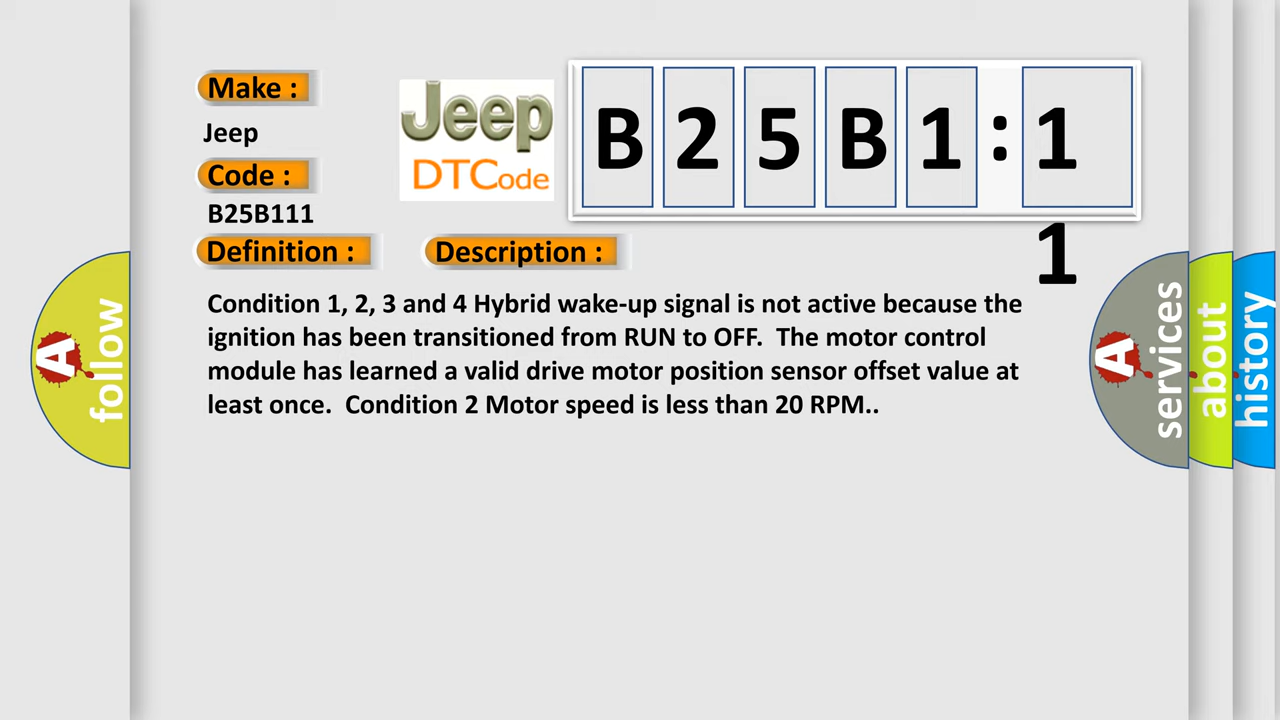 Make :
Jeep
Code :
B25B111
Definition :
Jeep
DTCode
B25B1:1
1
Description :
Condition 1, 2, 3 and 4 Hybrid wake-up signal is not active because the
ignition has been transitioned from RUN to OFF.  The motor control
module has learned a valid drive motor position sensor offset value at
least once.  Condition 2 Motor speed is less than 20 RPM..
A follow
A services
about
history